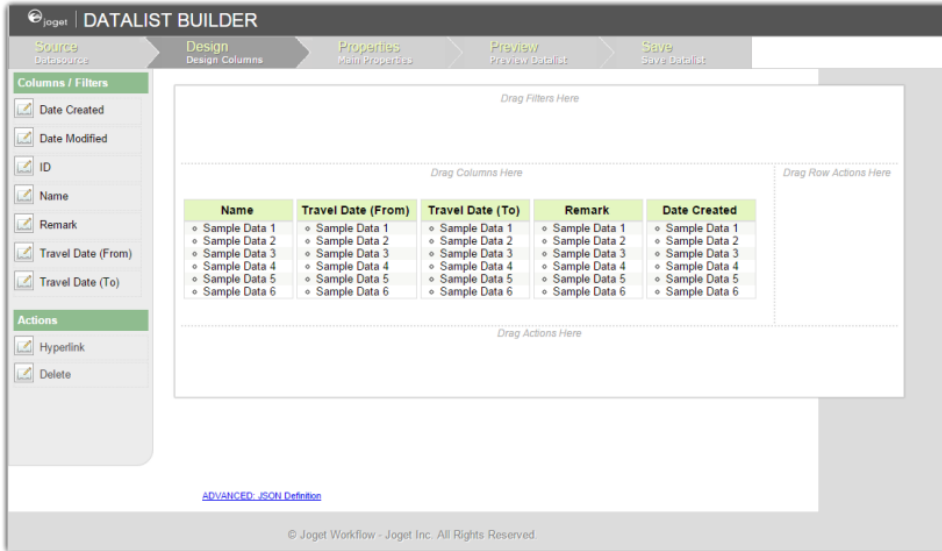 joget | DATALIST BUILDER
Source Design Properties Preview Save
Datasource Design Columns Main Properties Preview Datalist Save Datalist
Columns / Filters
Date Created
Date Modified
ID
Name
Remark
Travel Date (From)
Travel Date (To)
Actions
Hyperlink
Delete
Drag Filters Here
Drag Columns Here
Drag Row Actions Here
Name Travel Date (From) Travel Date (To) Remark Date Created
Sample Data 1 Sample Data 1 Sample Data 1 Sample Data 1 Sample Data 1
Sample Data 2 Sample Data 2 Sample Data 2 Sample Data 2 Sample Data 2
Sample Data 3 Sample Data 3 Sample Data 3 Sample Data 3 Sample Data 3
Sample Data 4 Sample Data 4 Sample Data 4 Sample Data 4 Sample Data 4
Sample Data 5 Sample Data 5 Sample Data 5 Sample Data 5 Sample Data 5
Sample Data 6 Sample Data 6 Sample Data 6 Sample Data 6 Sample Data 6
Drag Actions Here
ADVANCED: JSON Definition
© Joget Workflow - Joget Inc. All Rights Reserved.